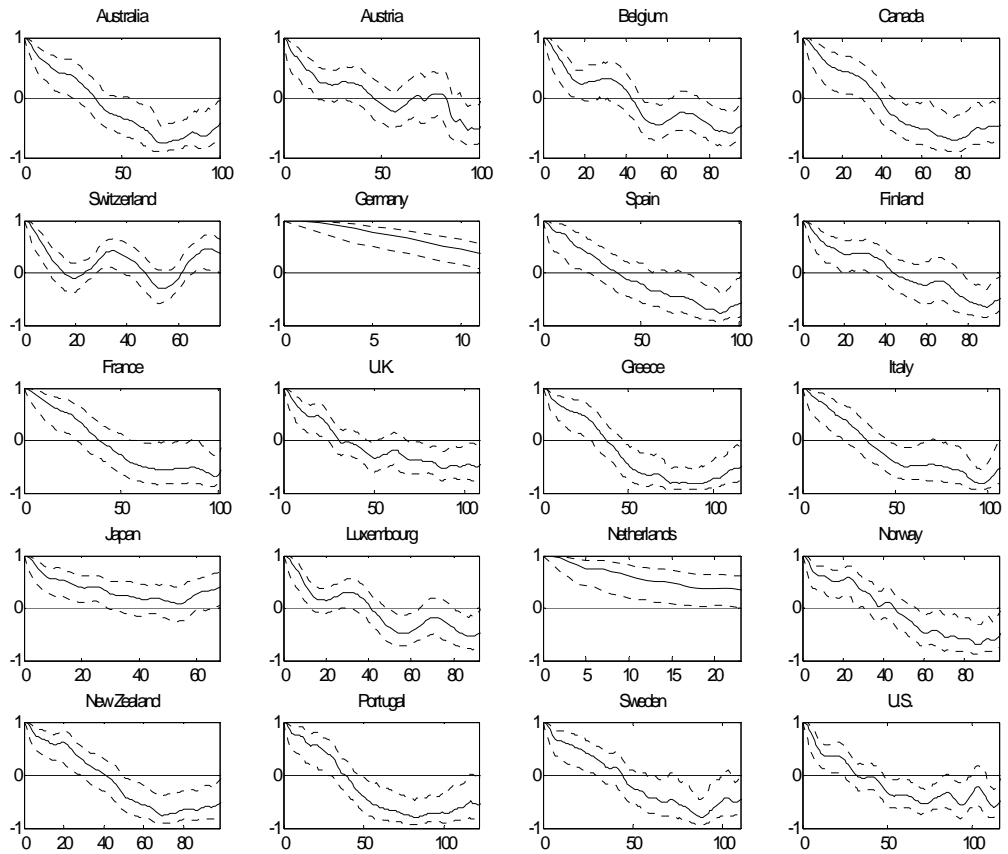 Australia Austria Belgium Canada
1 1 1 1
0 0 0 0
-1 -1 -1 -1
0 50 100 0 50 100 0 20 40 60 80 0 20 40 60 80
Switzerland Germany Spain Finland
1 1 1 1
0 0 0 0
-1 -1 -1 -1
0 20 40 60 0 5 10 0 50 100 0 20 40 60 80
France U.K. Greece Italy
1 1 1 1
0 0 0 0
-1 -1 -1 -1
0 50 100 0 50 100 0 50 100 0 50 100
Japan Luxembourg Netherlands Norway
1 1 1 1
0 0 0 0
-1 -1 -1 -1
0 20 40 60 0 20 40 60 80 5 10 15 20 0 20 40 60 80
New Zealand Portugal Sweden U.S.
1 1 1 1
0 0 0 0
-1 -1 -1 -1
0 20 40 60 80 0 50 100 0 50 100 0 50 100